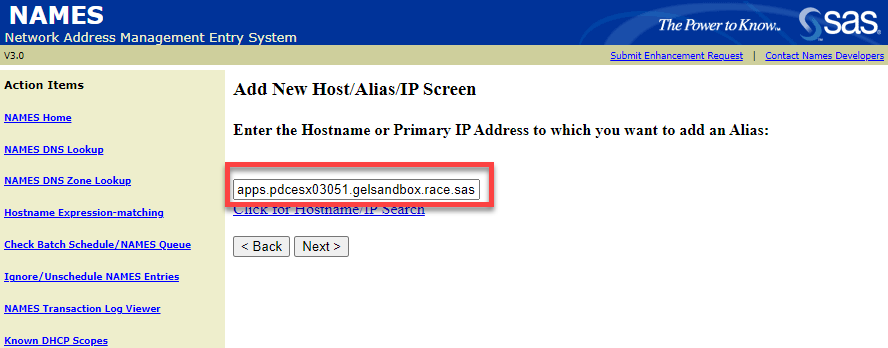 NAMES
The Power to Know.
sas
Network Address Management Entry System
V3.0
Submit Enhancement Request | Contact Names Developers
Action Items
NAMES Home
NAMES DNS Lookup
NAMES DNS Zone Lookup
Hostname Expression-matching
Check Batch Schedule/NAMES Queue
Ignore/Unschedule NAMES Entries
NAMES Transaction Log Viewer
Known DHCP Scopes
Add New Host/Alias/IP Screen
Enter the Hostname or Primary IP Address to which you want to add an Alias:
apps.pdcesx03051.gelsandbox.race.sas
Click for Hostname/IP Search
< Back
Next >